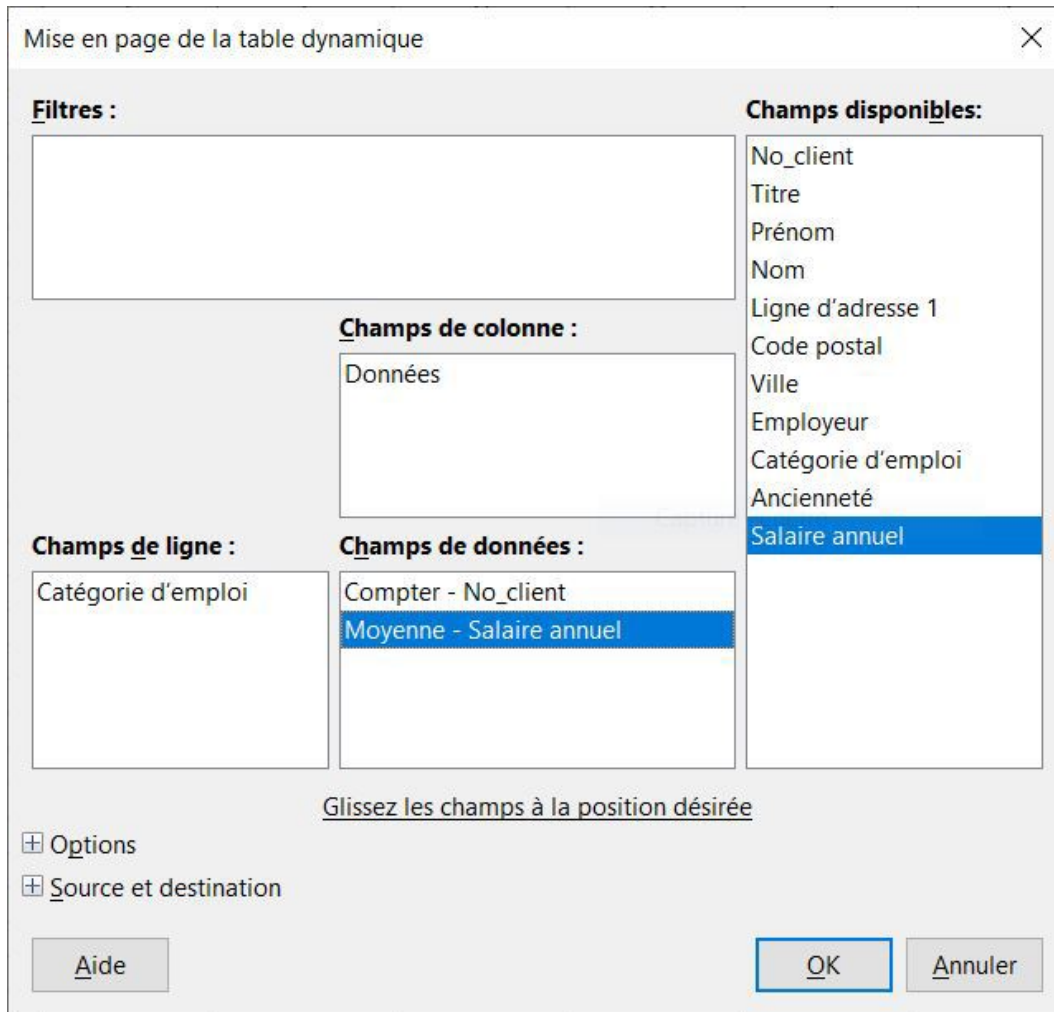 Mise en page de la table dynamique
Filtres :
Champs disponibles:
No_client
Titre
Prénom
Nom
Ligne d’adresse 1
Code postal
Ville
Employeur
Catégorie d’emploi
Ancienneté
Salaire annuel
Champs de colonne :
Données
Champs de ligne :
Catégorie d’emploi
Champs de données :
Compter - No_client
Moyenne - Salaire annuel
Glissez les champs à la position désirée
Options
Source et destination
Aide
OK
Annuler